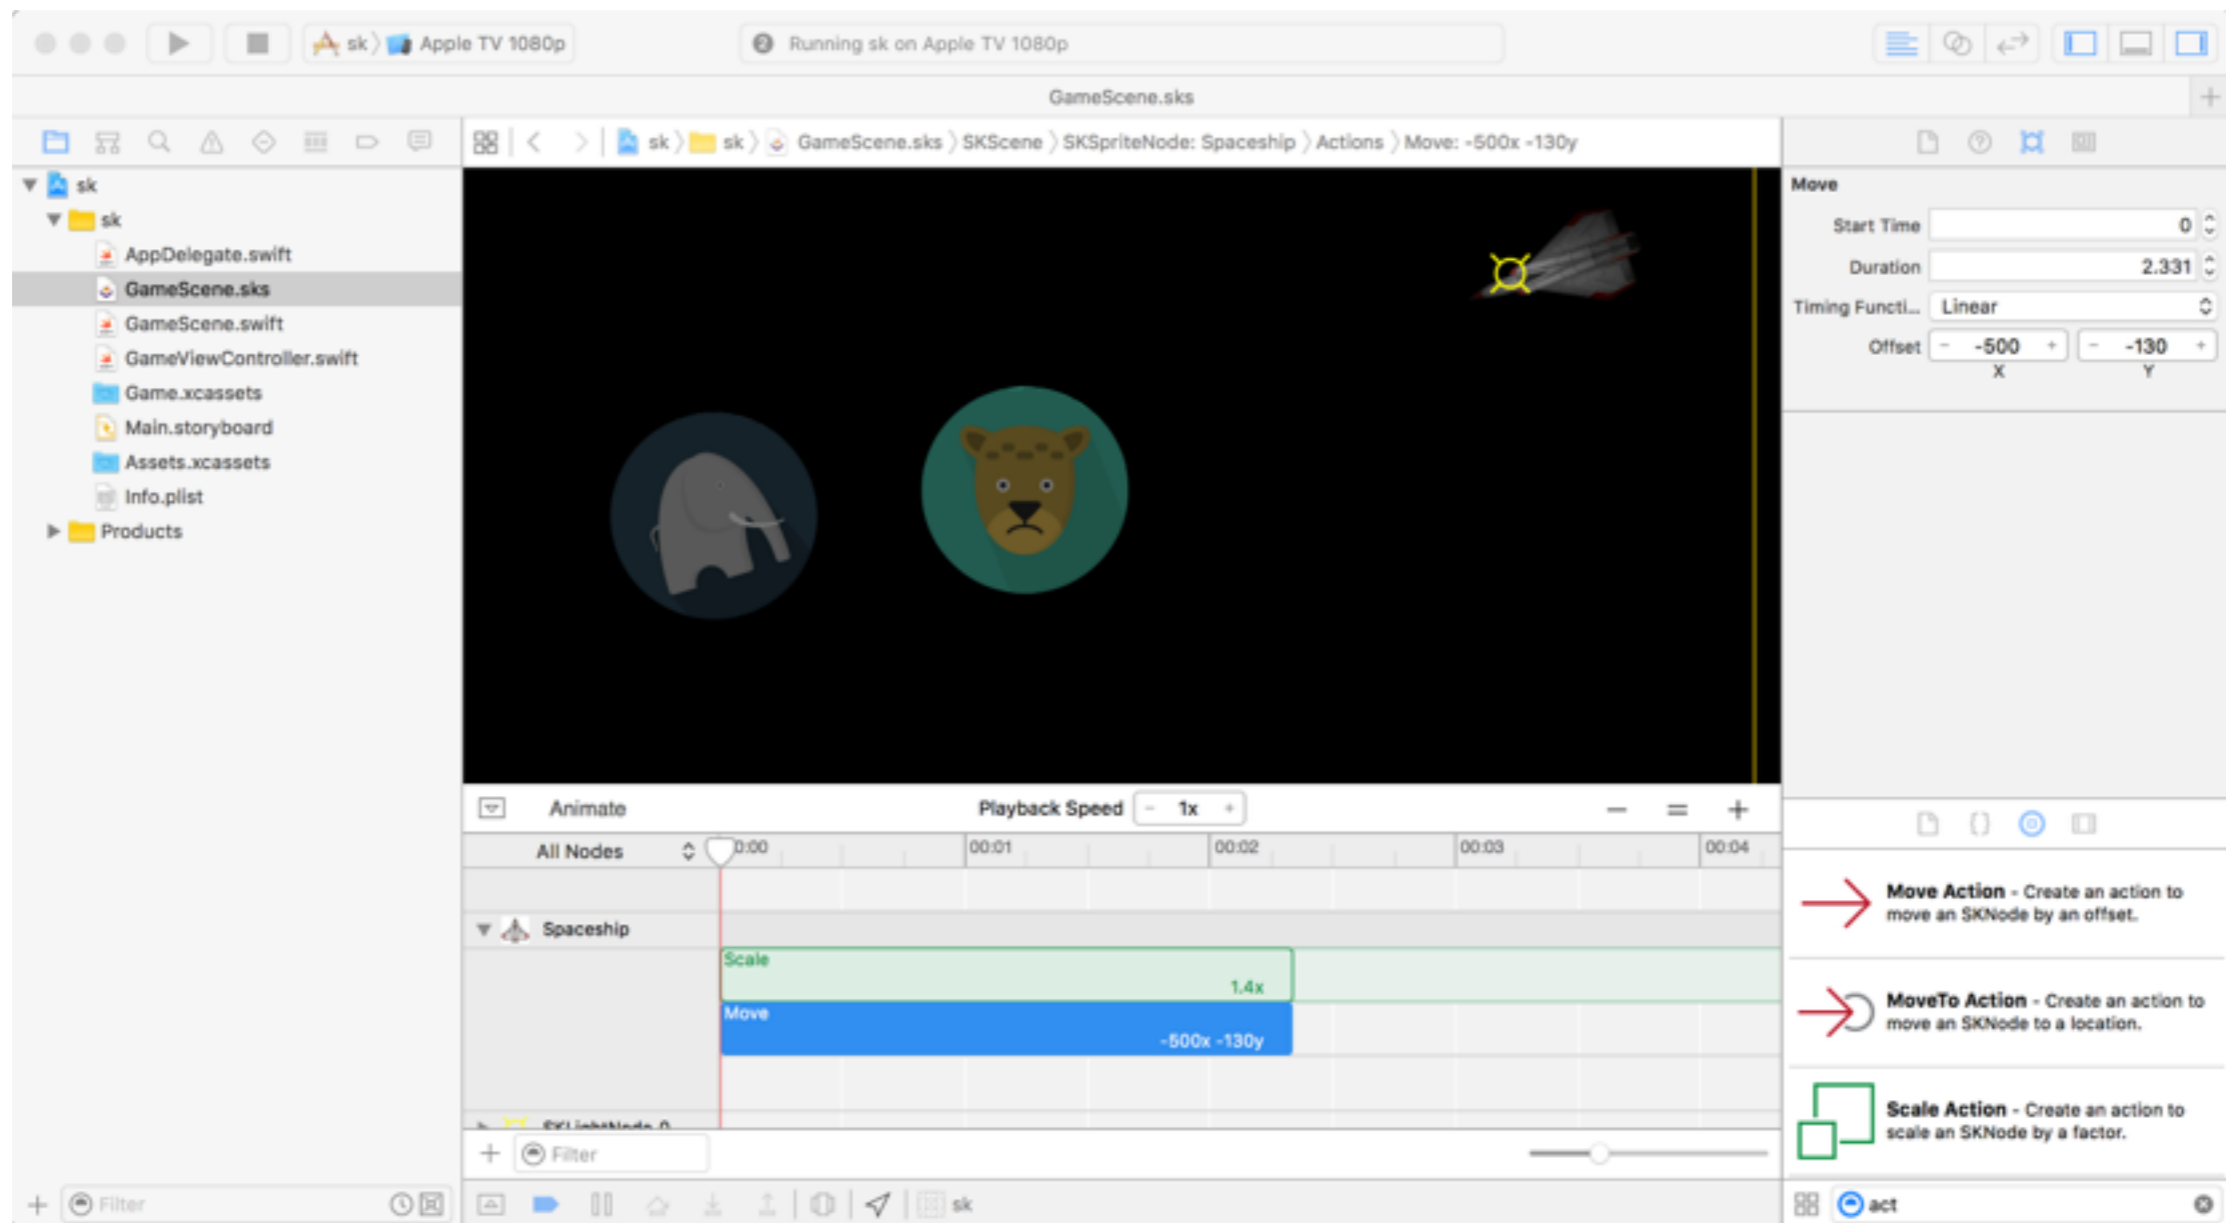 sk 〉 Apple TV 1080p
2 Running sk on Apple TV 1080p
GameScene.sks
sk 〉 sk 〉 GameScene.sks 〉 SKScene 〉 SKSpriteNode: Spaceship 〉 Actions 〉 Move: -500x -130y
sk
sk
AppDelegate.swift
GameScene.sks
GameScene.swift
GameViewController.swift
Game.xcassets
Main.storyboard
Assets.xcassets
Info.plist
Products
Filter
Animate
Playback Speed - 1x +
All Nodes
0:00 00:01 00:02 00:03 00:04
Spaceship
Scale
1.4x
Move
-500x -130y
SKLightNode_0
Filter
sk
Move
Start Time 0
Duration 2.331
Timing Functi... Linear
Offset - -500 + - -130 +
X Y
Move Action - Create an action to
move an SKNode by an offset.
MoveTo Action - Create an action to
move an SKNode to a location.
Scale Action - Create an action to
scale an SKNode by a factor.
act